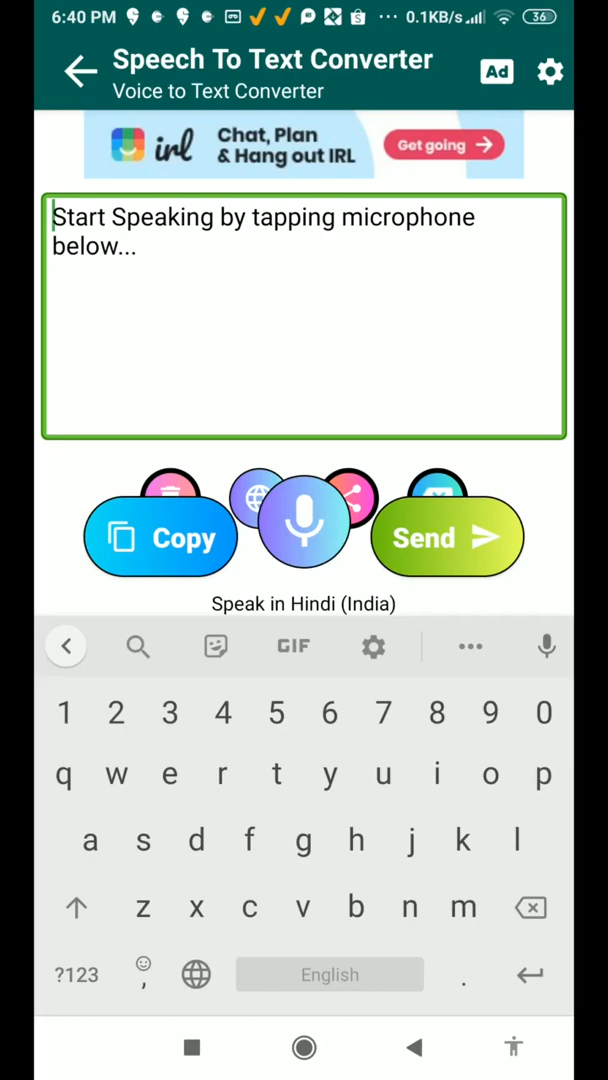 6:40 PM 0.1KB/s 36
Speech To Text Converter
Voice to Text Converter
Ad
irl Chat, Plan
& Hang out IRL
Get going
Start Speaking by tapping microphone
below...
Copy
Send
Speak in Hindi (India)
GIF
1 2 3 4 5 6 7 8 9 0
q w e r t y u i o p
a s d f g h j k l
z x c v b n m
?123 , English .